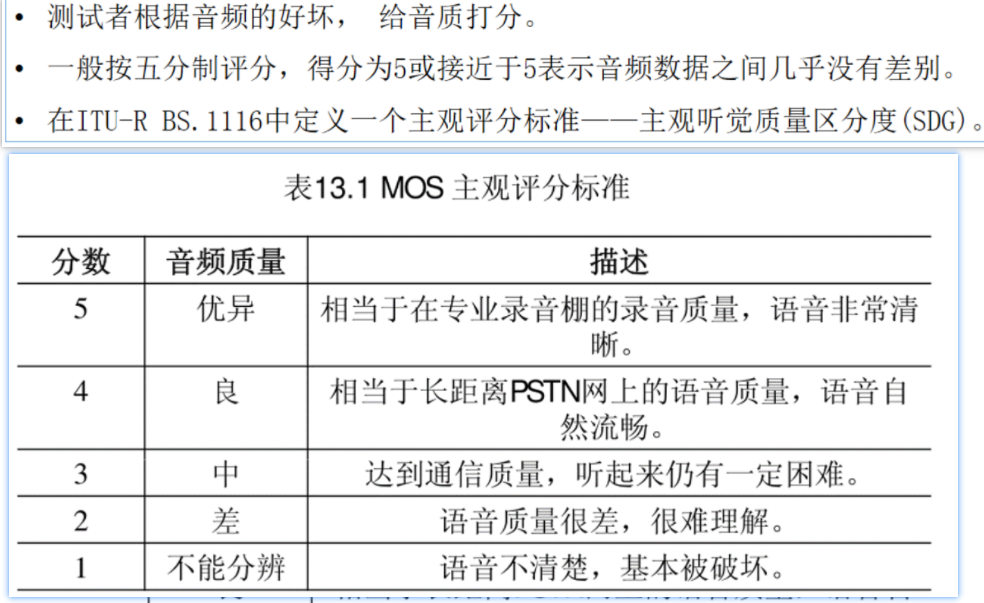 • 测试者根据音频的好坏， 给音质打分。
• 一般按五分制评分，得分为5或接近于5表示音频数据之间几乎没有差别。
• 在ITU-R BS.1116中定义一个主观评分标准——主观听觉质量区分度(SDG)。
表13.1 MOS 主观评分标准
分数 音频质量 描述
5 优异 相当于在专业录音棚的录音质量，语音非常清
晰。
4 良 相当于长距离PSTN网上的语音质量，语音自
然流畅。
3 中 达到通信质量，听起来仍有一定困难。
2 差 语音质量很差，很难理解。
1 不能分辨 语音不清楚，基本被破坏。